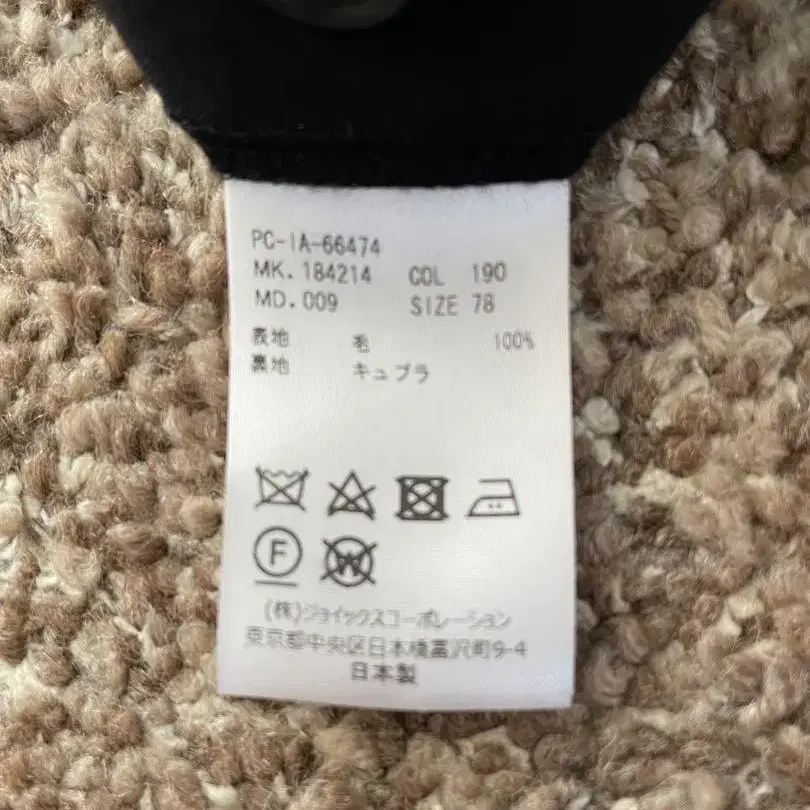 PC-IA-66474
MK. 184214 COL 190
MD. 009 SIZE 78
表地 毛 100%
裏地 キュプラ
F
W
(株)ジョイックスコーポレーション
東京都中央区日本橋富沢町9-4
日本製